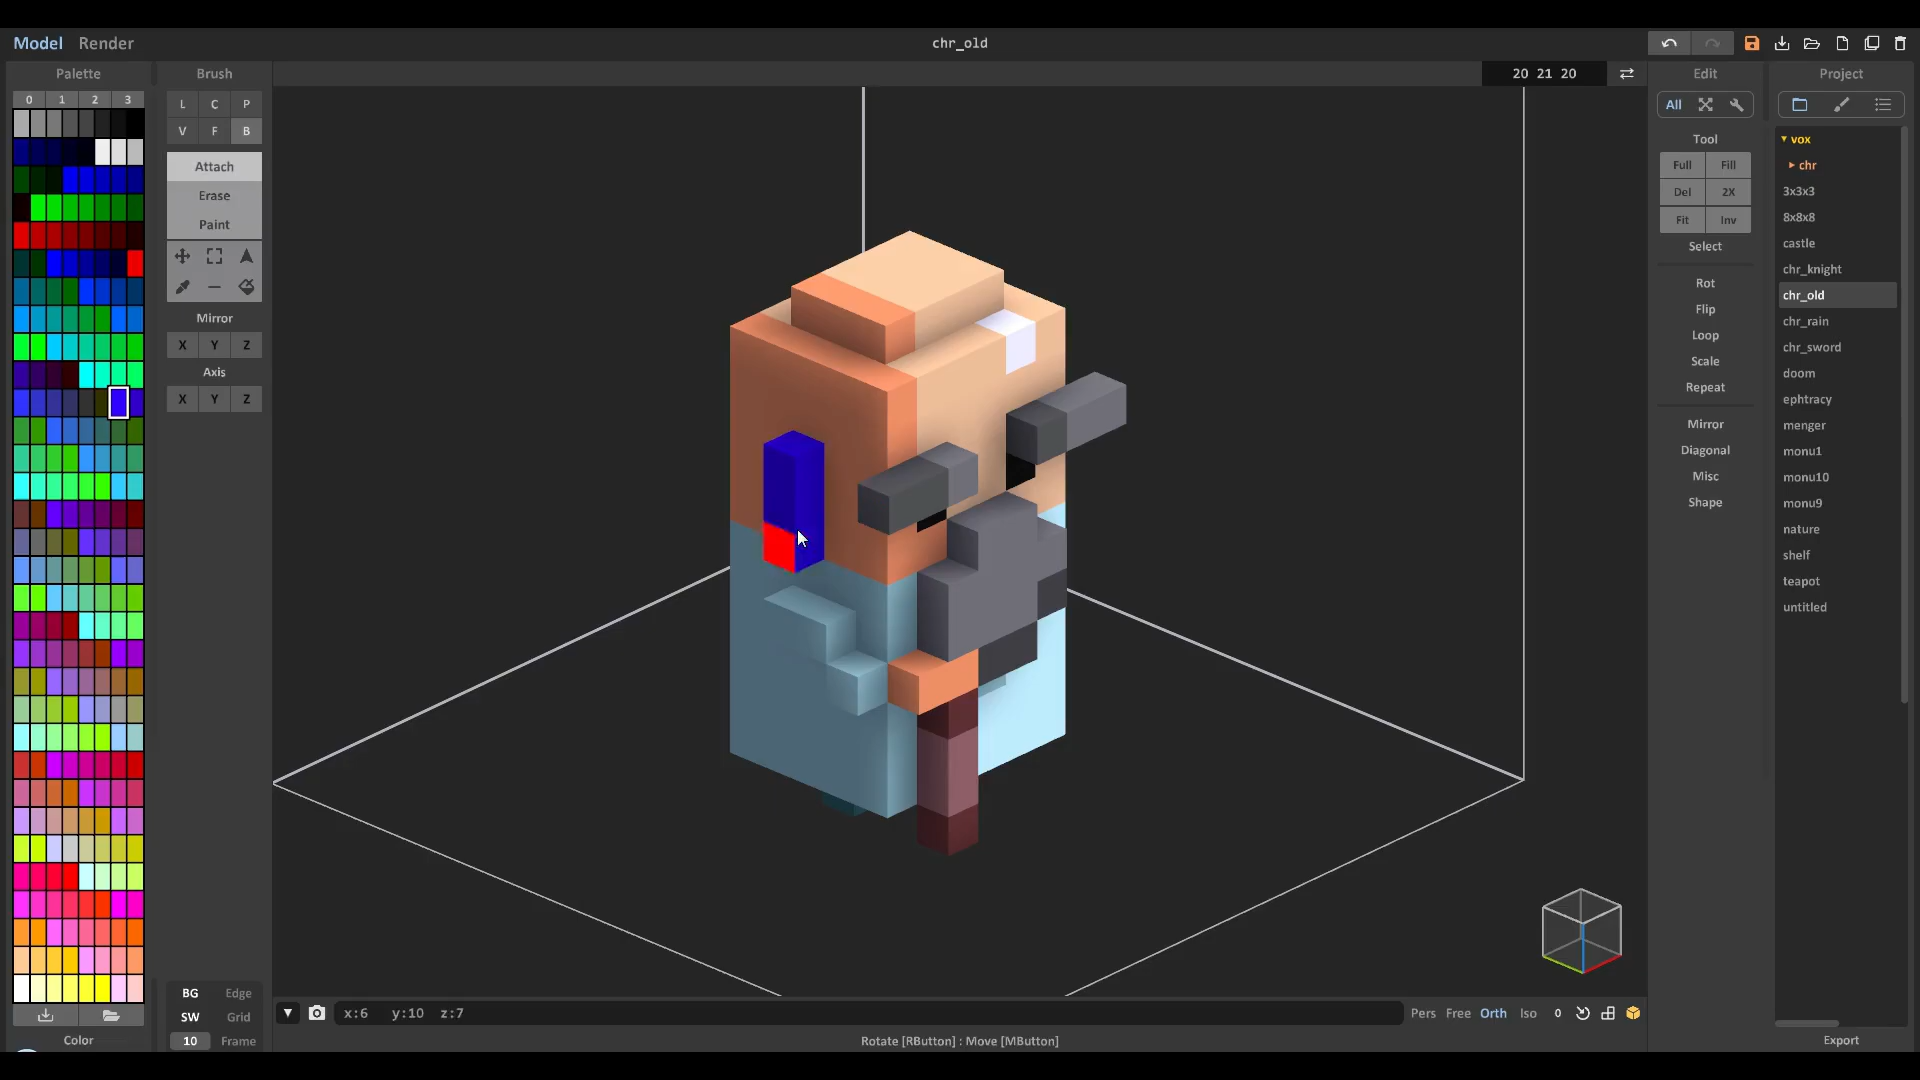 Model Render
chr_old
Palette
Brush
20 21 20
Edit
Project
0 1 2 3
L C P
V F B
Attach
Erase
Paint
Mirror
X Y Z
Axis
X Y Z
BG Edge
SW Grid
10 Frame
Color
All
Tool
Full Fill
Del 2X
Fit Inv
Select
Rot
Flip
Loop
Scale
Repeat
Mirror
Diagonal
Misc
Shape
vox
chr
3x3x3
8x8x8
castle
chr_knight
chr_old
chr_rain
chr_sword
doom
ephtracy
menger
monu1
monu10
monu9
nature
shelf
teapot
untitled
x:6 y:10 z:7
Pers Free Orth Iso 0
Rotate [RButton] : Move [MButton]
Export